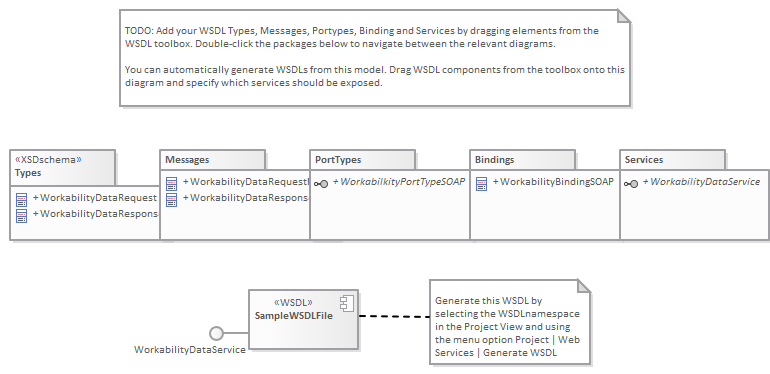 TODO: Add your WSDL Types, Messages, Portypes, Binding and Services by dragging elements from the
WSDL toolbox. Double-click the packages below to navigate between the relevant diagrams.
You can automatically generate WSDLs from this model. Drag WSDL components from the toolbox onto this
diagram and specify which services should be exposed.
«XSDschema»
Types
+ WorkabilityDataRequest
+ WorkabilityDataRespons
Messages
+ WorkabilityDataRequest
+ WorkabilityDataRespons
PortTypes
+ WorkabilkityPortTypeSOAP
Bindings
+ WorkabilityBindingSOAP
Services
+ WorkabilityDataService
«WSDL»
SampleWSDLFile
WorkabilityDataService
Generate this WSDL by
selecting the WSDLnamespace
in the Project View and using
the menu option Project | Web
Services | Generate WSDL